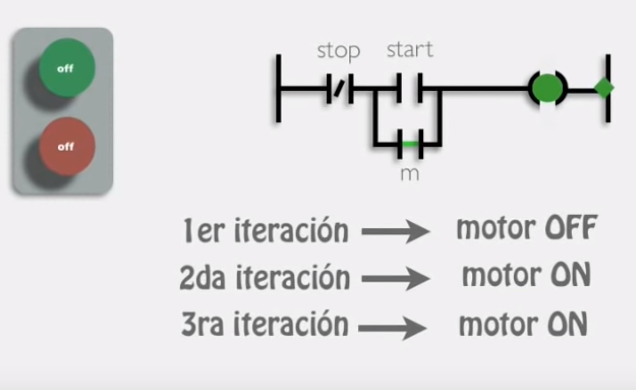 off
off
stop start
m
1er iteración motor OFF
2da iteración motor ON
3ra iteración motor ON